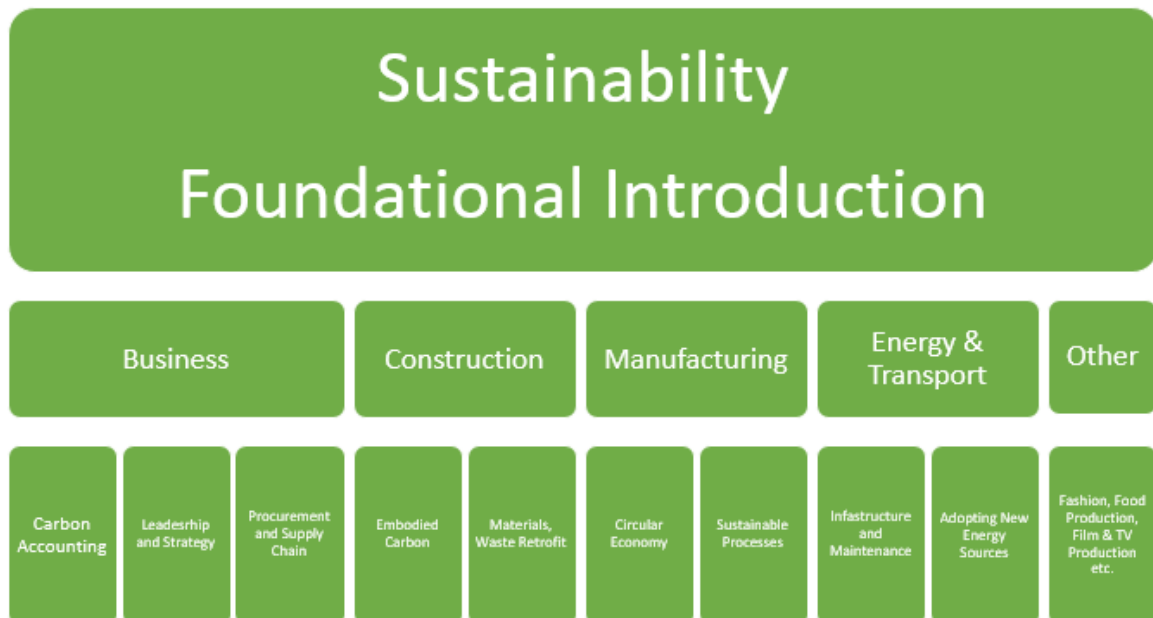 Sustainability
Foundational Introduction
Business
Construction
Manufacturing
Energy &
Transport
Other
Carbon
Accounting
Leadesrhip
and Strategy
Procurement
and Supply
Chain
Embodied
Carbon
Materials,
Waste Retrofit
Circular
Economy
Sustainable
Processes
Infastructure
and
Maintenance
Adopting New
Energy
Sources
Fashion, Food
Production,
Film & TV
Production
etc.